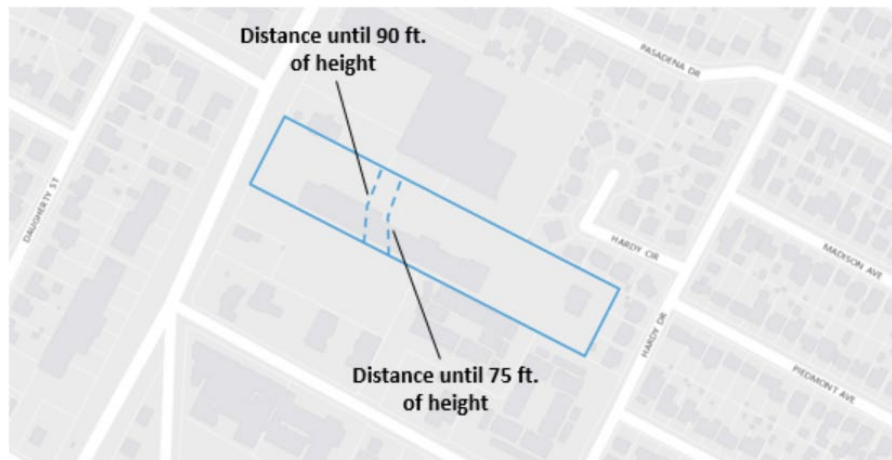 Distance until 90 ft.
of height
PASADENA DR
DAUGHERTY ST
HARDY CIR
MADISON AVE
HARDY DR
PIEDMONT AVE
Distance until 75 ft.
of height